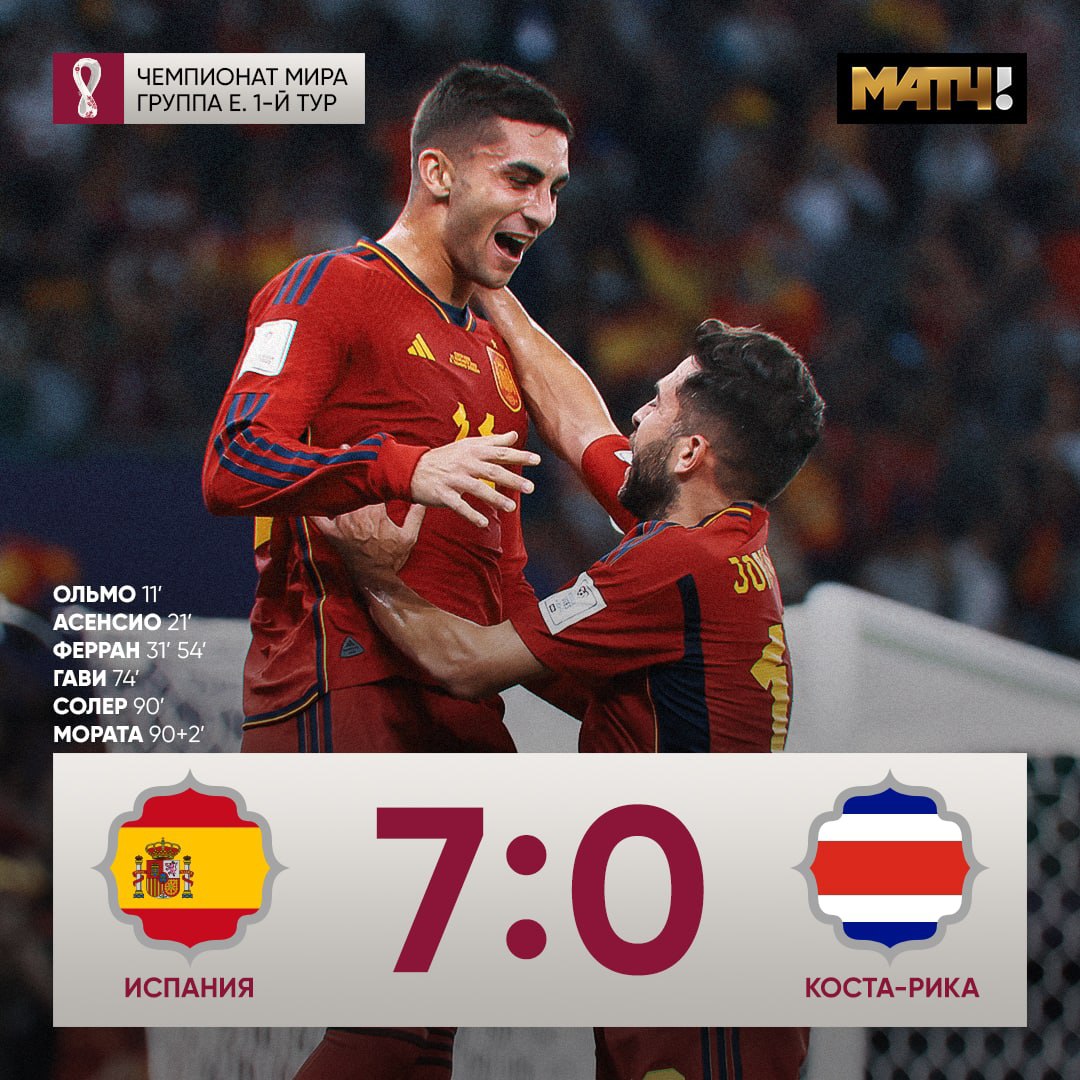 ЧЕМПИОНАТ МИРА
ГРУППА Е. 1-Й ТУР
МАТЧ!
ОЛЬМО 11′
АСЕНСИО 21′
ФЕРРАН 31′ 54′
ГАВИ 74′
СОЛЕР 90′
МОРАТА 90+2′
7:0
ИСПАНИЯ
КОСТА-РИКА